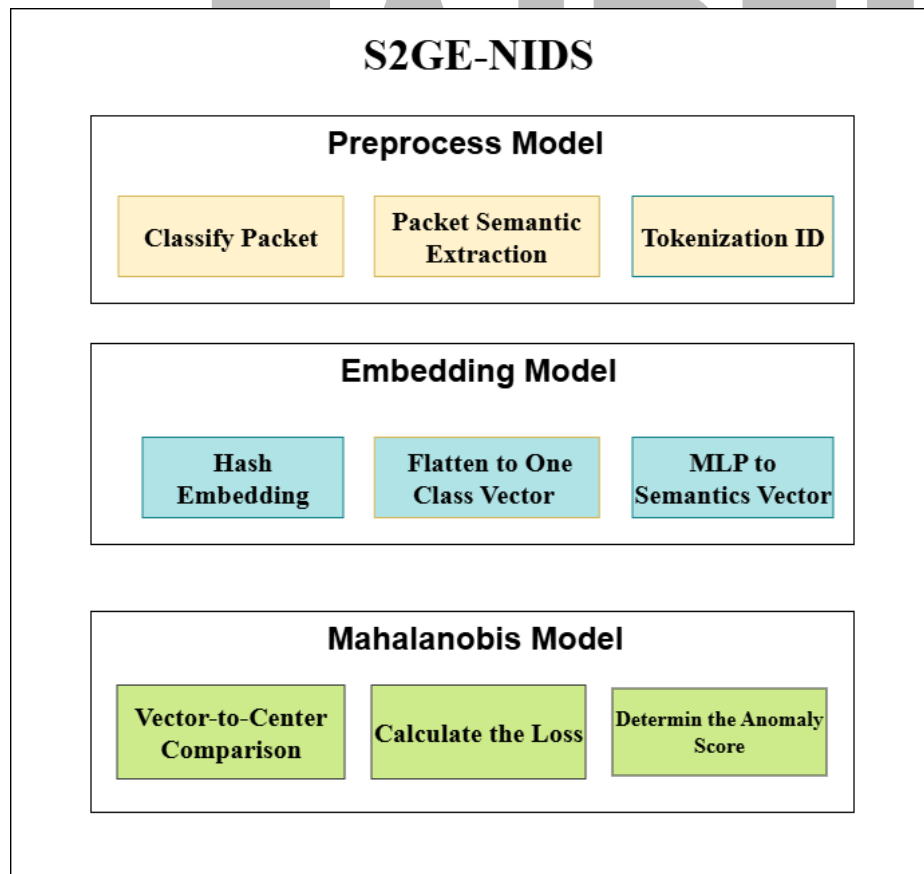 S2GE-NIDS
Preprocess Model
Classify Packet
Packet Semantic
Extraction
Tokenization ID
Embedding Model
Hash
Embedding
Flatten to One
Class Vector
MLP to
Semantics Vector
Mahalanobis Model
Vector-to-Center
Comparison
Calculate the Loss
Determin the Anomaly
Score